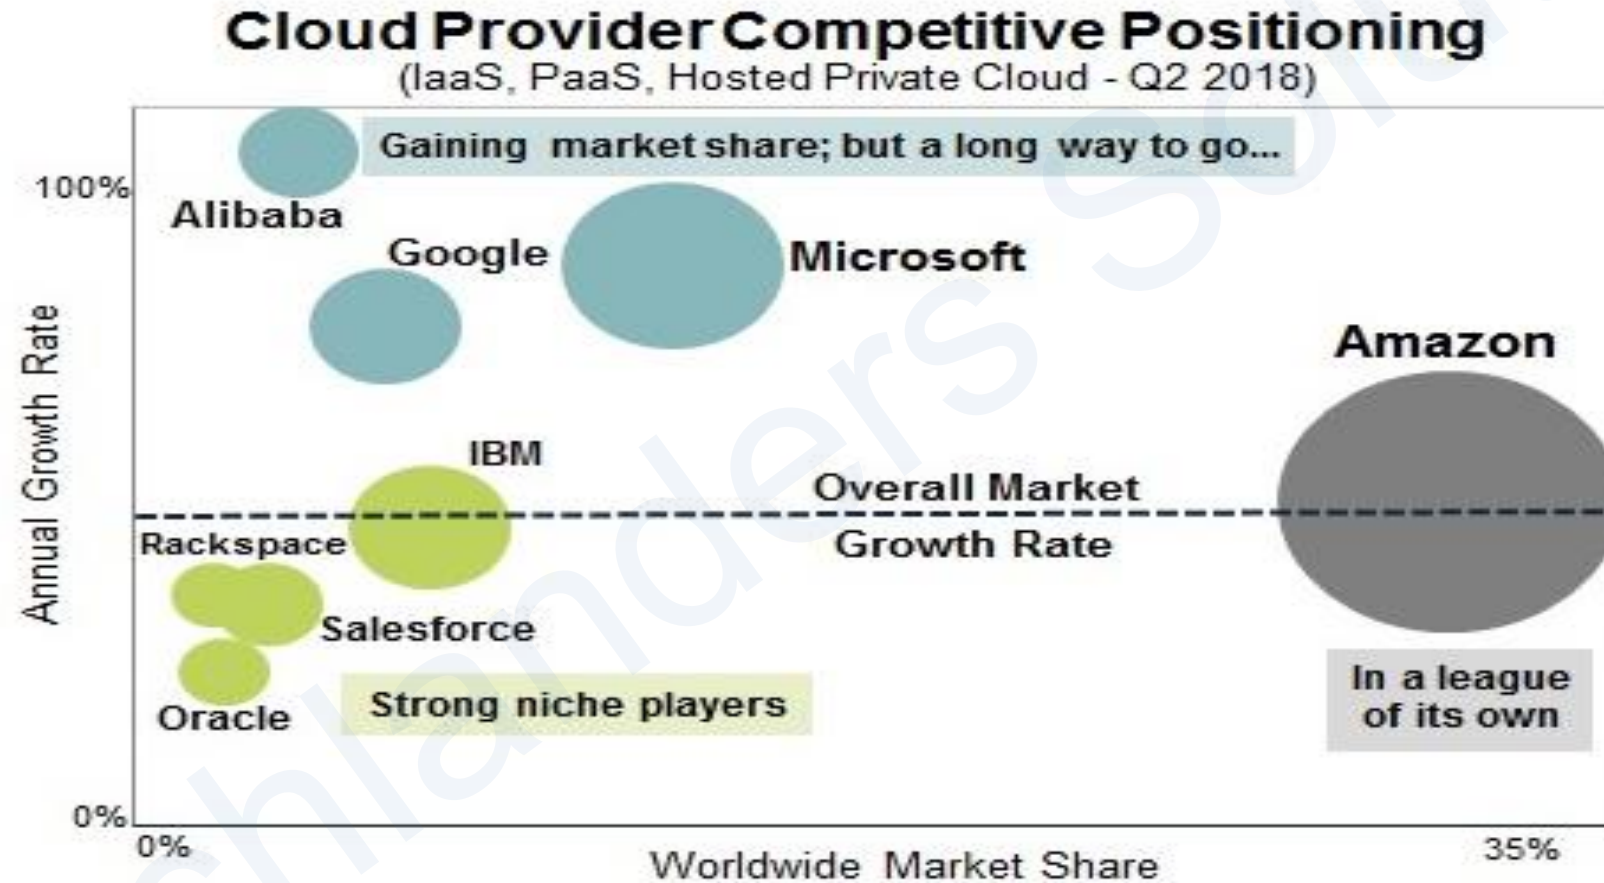 Cloud Provider Competitive Positioning
(IaaS, PaaS, Hosted Private Cloud - Q2 2018)
Gaining market share; but a long way to go...
100%
Alibaba
Google
Microsoft
Amazon
Annual Growth Rate
IBM
Overall Market
Growth Rate
Rackspace
Salesforce
In a league
of its own
Strong niche players
Oracle
0%
0%
35%
Worldwide Market Share